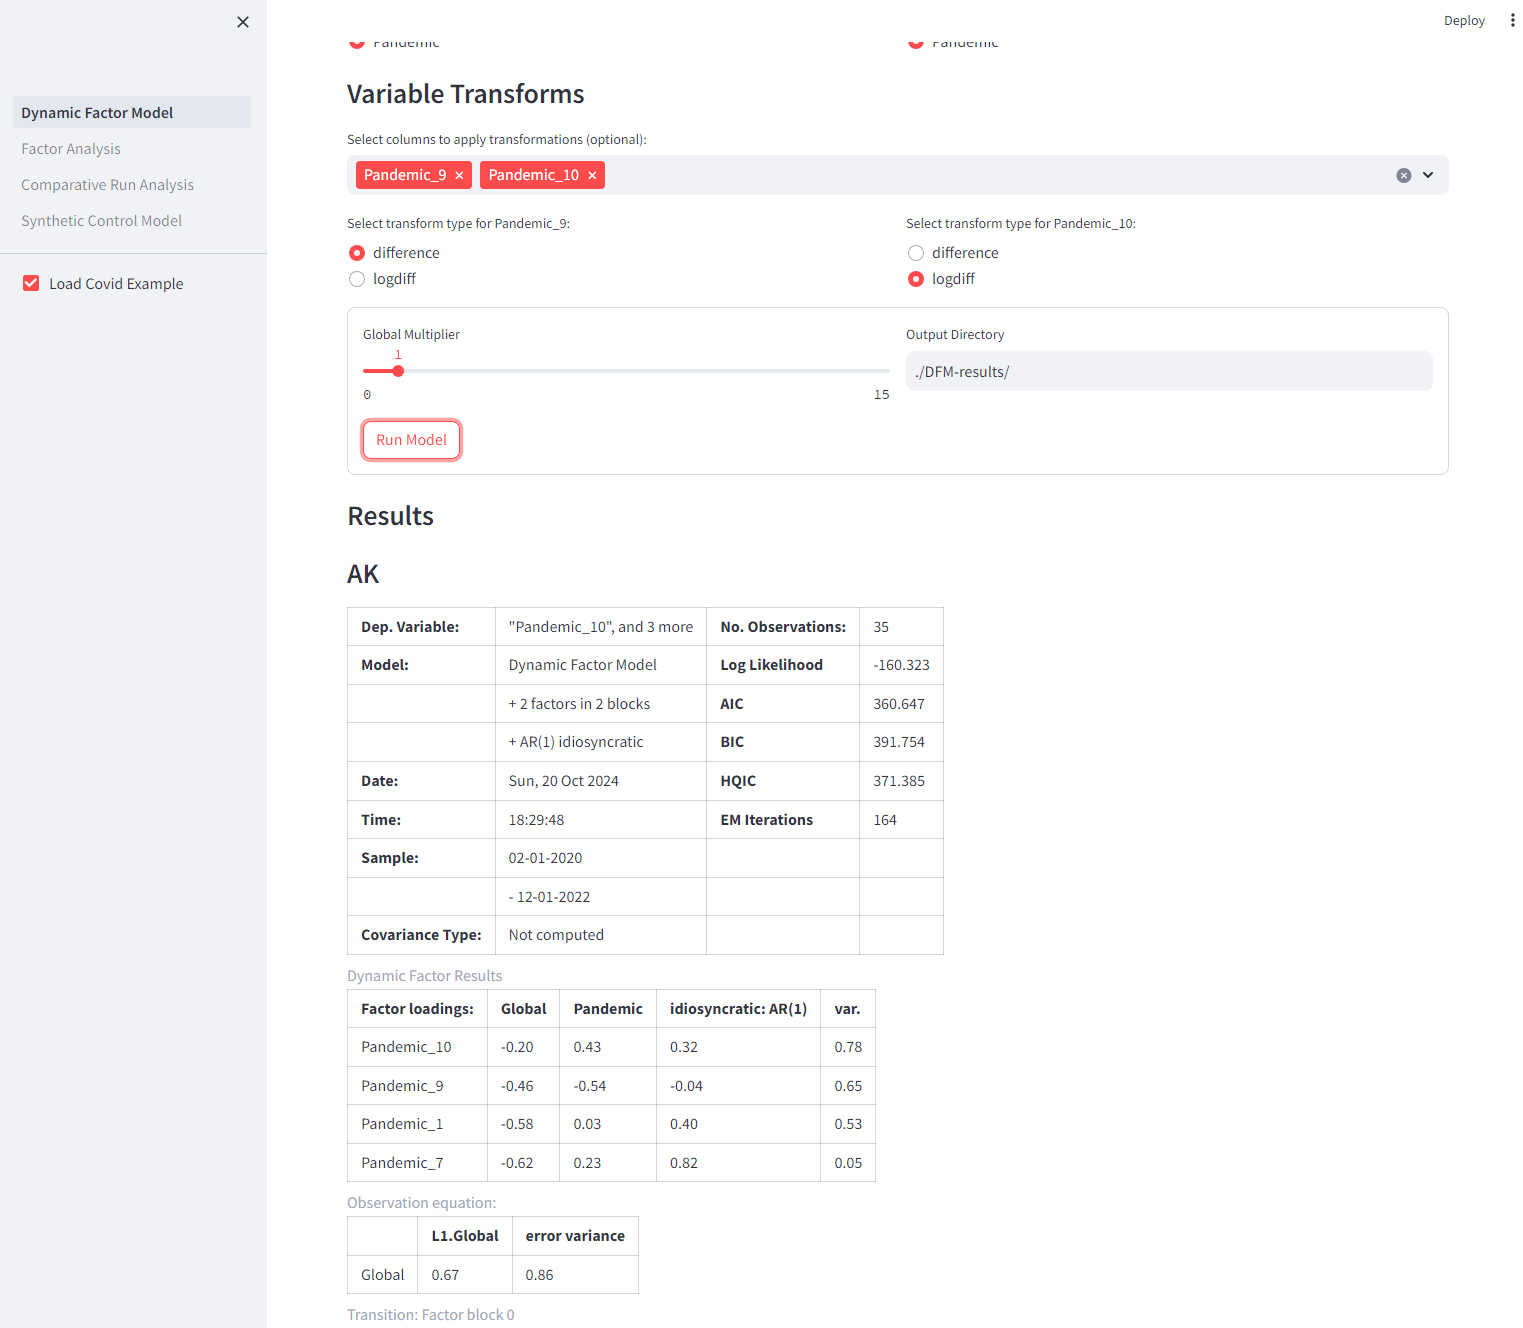 Deploy
Dynamic Factor Model
Factor Analysis
Comparative Run Analysis
Synthetic Control Model
Load Covid Example
Pandemic Pandemic
Variable Transforms
Select columns to apply transformations (optional):
Pandemic_9 Pandemic_10
Select transform type for Pandemic_9: Select transform type for Pandemic_10:
difference difference
logdiff logdiff
Global Multiplier Output Directory
1
./DFM-results/
0 15
Run Model
Results
AK
Dep. Variable: "Pandemic_10", and 3 more No. Observations: 35
Model: Dynamic Factor Model Log Likelihood -160.323
+ 2 factors in 2 blocks AIC 360.647
+ AR(1) idiosyncratic BIC 391.754
Date: Sun, 20 Oct 2024 HQIC 371.385
Time: 18:29:48 EM Iterations 164
Sample: 02-01-2020
- 12-01-2022
Covariance Type: Not computed
Dynamic Factor Results
Factor loadings: Global Pandemic idiosyncratic: AR(1) var.
Pandemic_10 -0.20 0.43 0.32 0.78
Pandemic_9 -0.46 -0.54 -0.04 0.65
Pandemic_1 -0.58 0.03 0.40 0.53
Pandemic_7 -0.62 0.23 0.82 0.05
Observation equation:
L1.Global error variance
Global 0.67 0.86
Transition: Factor block 0